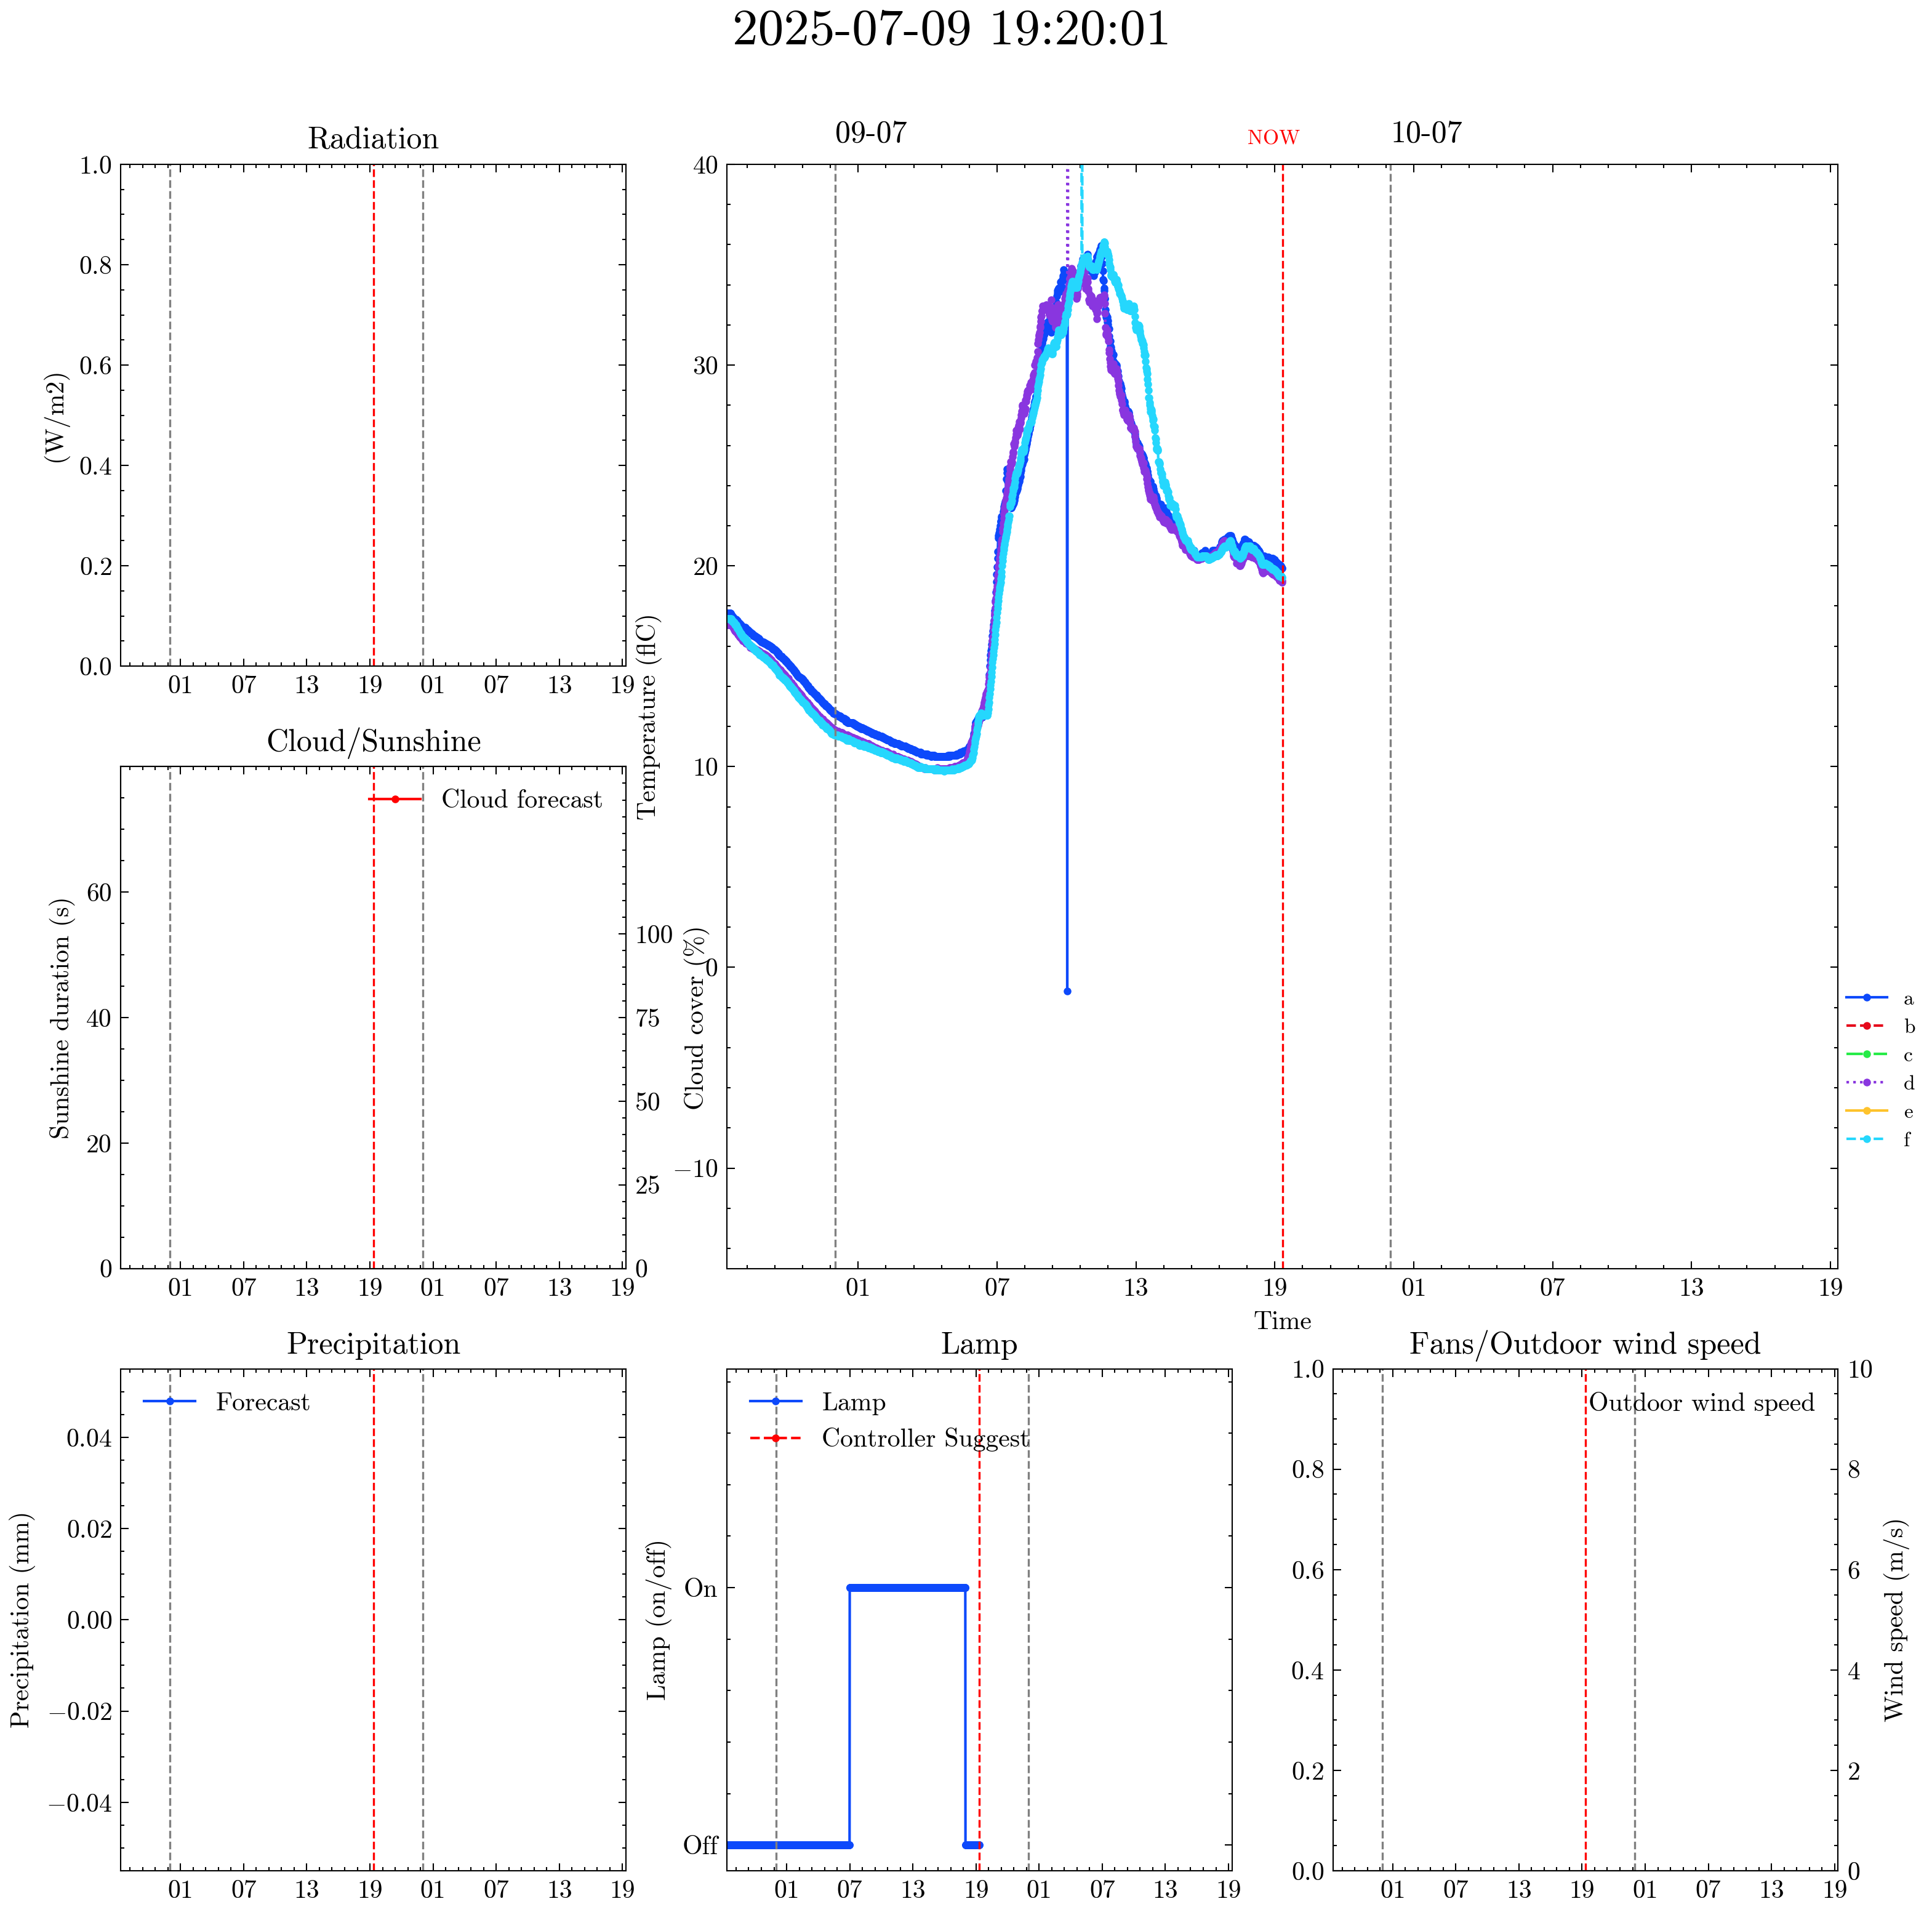 2025-07-09 19:20:01
Radiation
09-07
NOW
10-07
1.0
0.8
0.6
0.4
0.2
0.0
(W/m2)
01 07 13 19 01 07 13 19
Cloud/Sunshine
Cloud forecast
60
40
20
0
Sunshine duration (s)
100
75
50
25
0
Cloud cover (%)
01 07 13 19 01 07 13 19
Temperature (flC)
40
30
20
10
0
−10
01 07 13 19 01 07 13 19
Time
a
b
c
d
e
f
Precipitation
Forecast
0.04
0.02
0.00
−0.02
−0.04
Precipitation (mm)
01 07 13 19 01 07 13 19
Lamp
Lamp
Controller Suggest
On
Off
Lamp (on/off)
01 07 13 19 01 07 13 19
Fans/Outdoor wind speed
Outdoor wind speed
1.0
0.8
0.6
0.4
0.2
0.0
10
8
6
4
2
0
Wind speed (m/s)
01 07 13 19 01 07 13 19